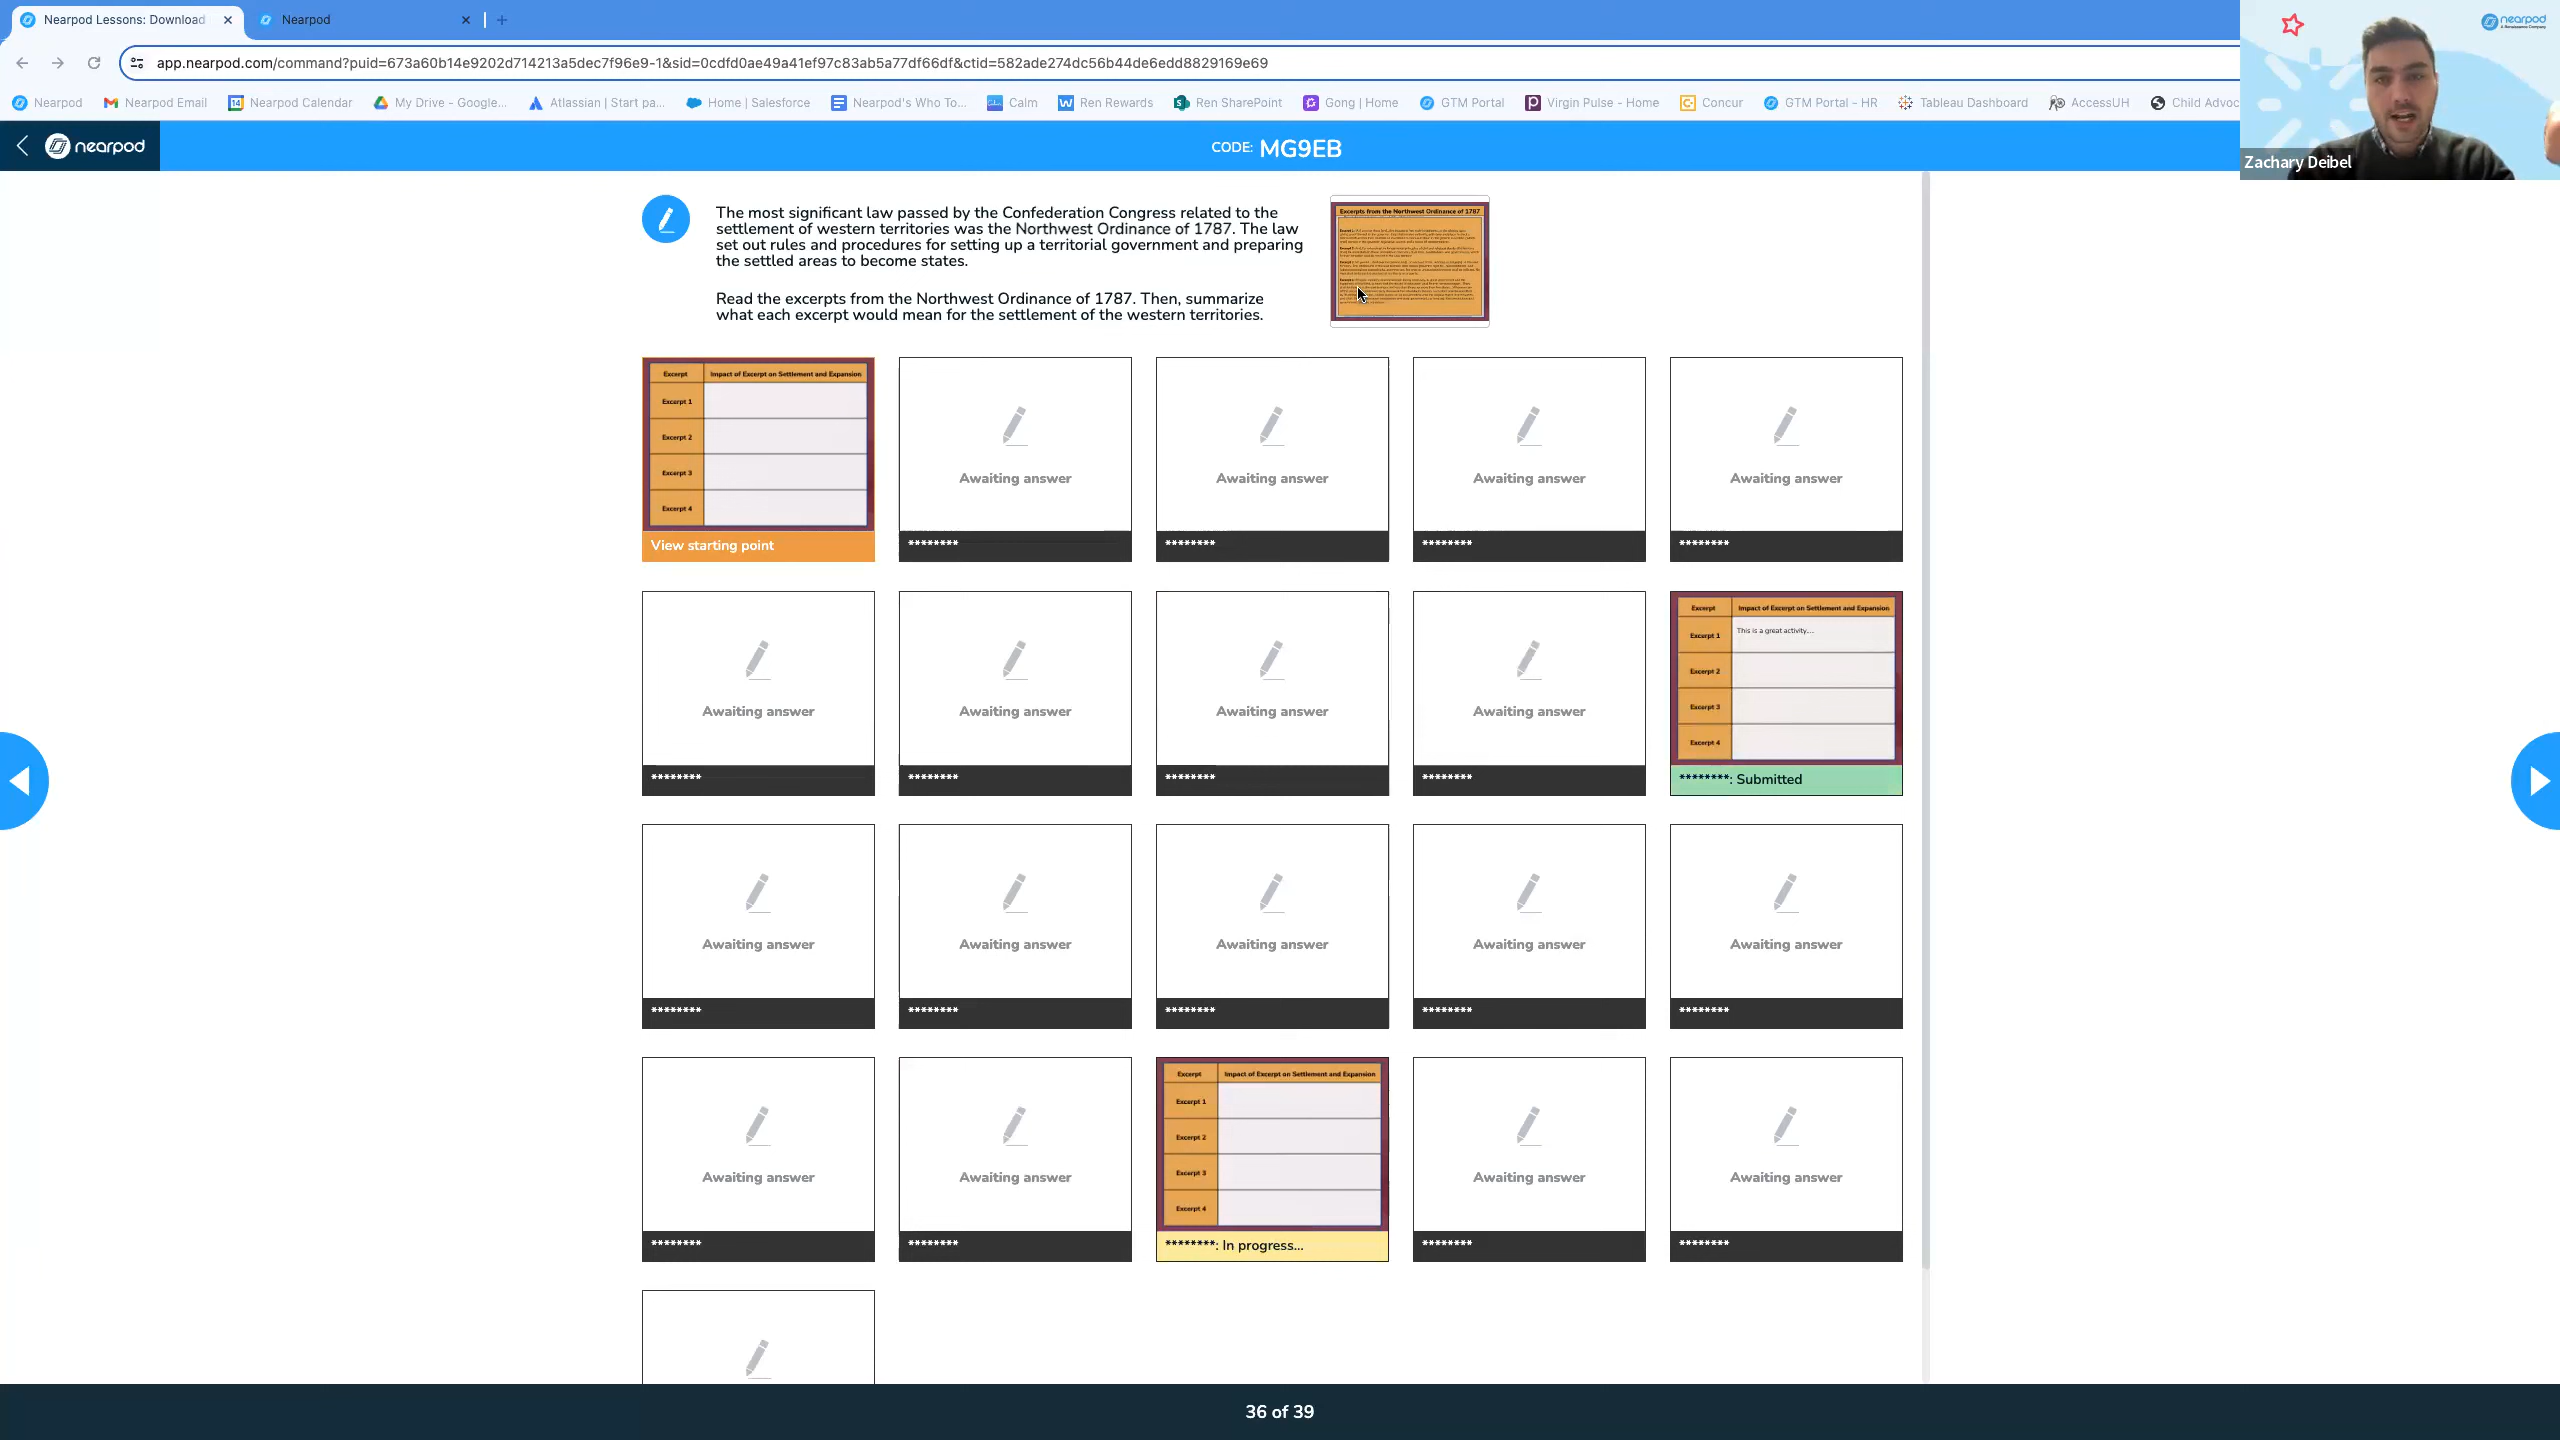 Nearpod Lessons: Download
Nearpod
app.nearpod.com/command?puid=673a60b14e9202d714213a5dec7f96e9-1&sid=0cdfd0ae49a41ef97c83ab5a77df66df&ctid=582ade274dc56b44de6edd8829169e69
Nearpod
Nearpod Email
14
Nearpod Calendar
My Drive - Google...
Atlassian | Start pa...
Home | Salesforce
Nearpod's Who To...
Calm
Ren Rewards
Ren SharePoint
Gong | Home
GTM Portal
Virgin Pulse - Home
Concur
GTM Portal - HR
Tableau Dashboard
AccessUH
Child Advoc
nearpod
Zachary Deibel
nearpod
CODE: MG9EB
The most significant law passed by the Confederation Congress related to the
settlement of western territories was the Northwest Ordinance of 1787. The law
set out rules and procedures for setting up a territorial government and preparing
the settled areas to become states.
Read the excerpts from the Northwest Ordinance of 1787. Then, summarize
what each excerpt would mean for the settlement of the western territories.
Excerpts from the Northwest Ordinance of 1787
Excerpt Impact of Excerpt on Settlement and Expansion
Excerpt 1
Excerpt 2
Excerpt 3
Excerpt 4
View starting point
Awaiting answer
********
Awaiting answer
********
Awaiting answer
********
Awaiting answer
********
Awaiting answer
********
Awaiting answer
********
Awaiting answer
********
Awaiting answer
********
Excerpt Impact of Excerpt on Settlement and Expansion
Excerpt 1 This is a great activity....
Excerpt 2
Excerpt 3
Excerpt 4
********: Submitted
Awaiting answer
********
Awaiting answer
********
Awaiting answer
********
Awaiting answer
********
Awaiting answer
********
Awaiting answer
********
Awaiting answer
********
Excerpt Impact of Excerpt on Settlement and Expansion
Excerpt 1
Excerpt 2
Excerpt 3
Excerpt 4
********: In progress...
Awaiting answer
********
Awaiting answer
********
36 of 39